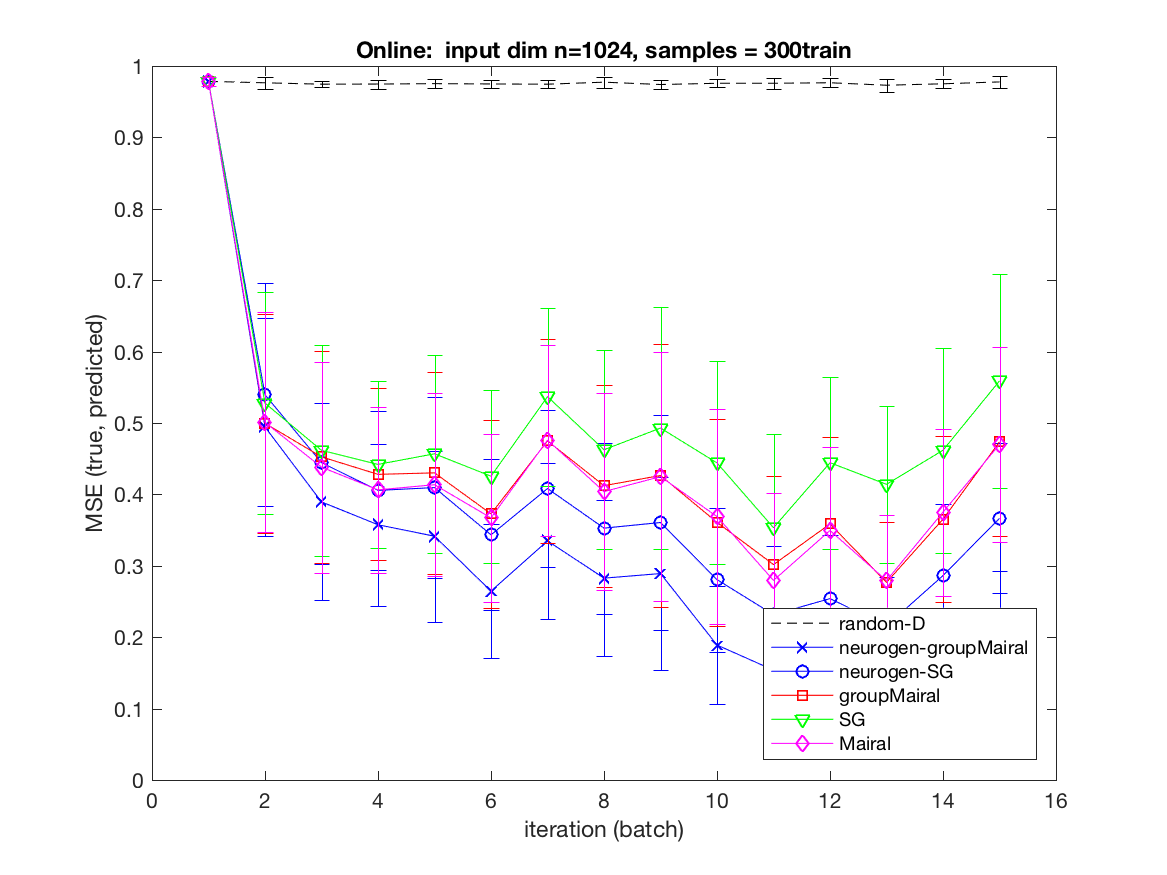 Online:  input dim n=1024, samples = 300train
1
0.9
0.8
0.7
0.6
0.5
0.4
0.3
0.2
0.1
0
MSE (true, predicted)
random-D
neurogen-groupMairal
neurogen-SG
groupMairal
SG
Mairal
0 2 4 6 8 10 12 14 16
iteration (batch)